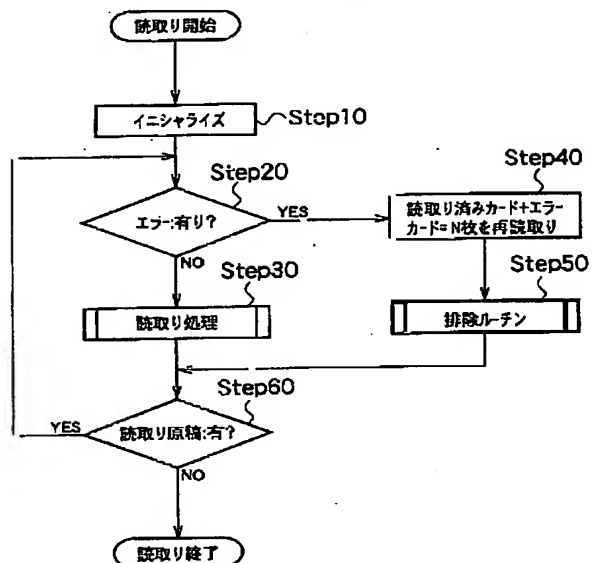 読取り開始
イニシャライズ
Step10
Step20
エラー:有り?
YES
NO
Step40
読取り済みカード+エラー
カード=N枚を再読取り
Step30
読取り処理
Step50
排除ルーチン
Step60
読取り原稿:有?
YES
NO
読取り終了